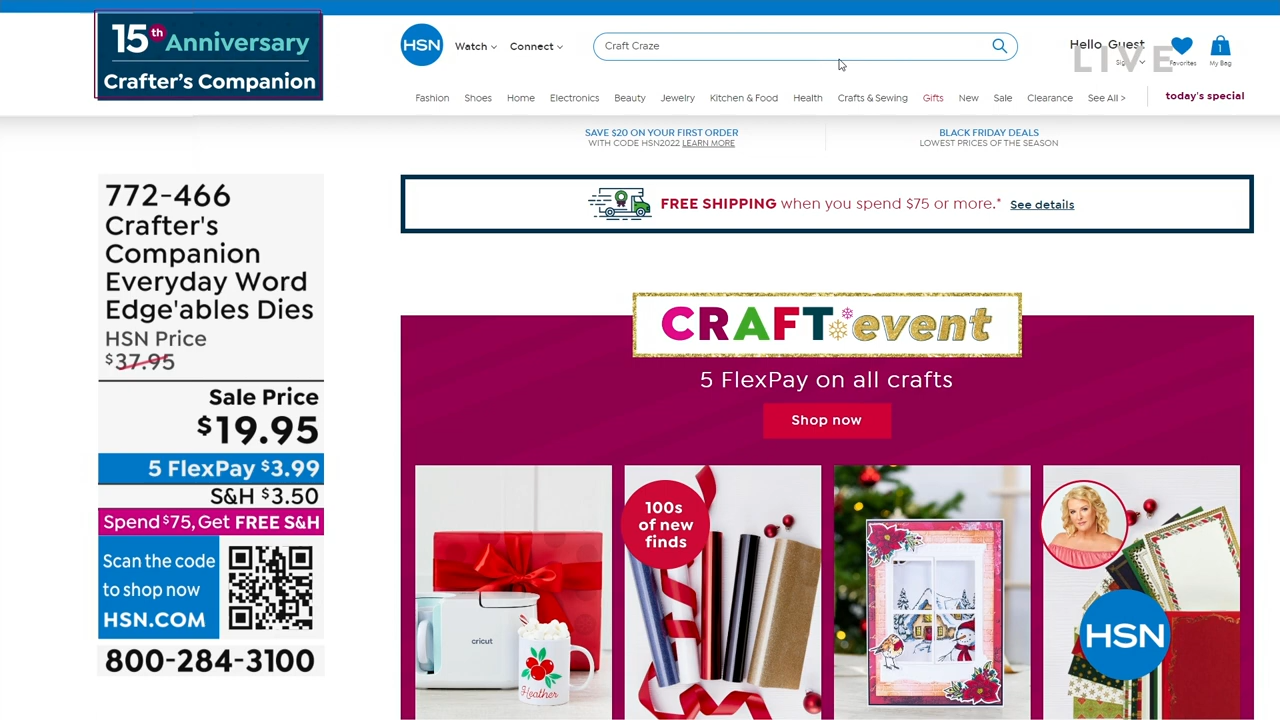 15th Anniversary
Crafter's Companion
HSN
Watch
Connect
Craft Craze
Hello, Guest
LIVE
Favorites
1
My Bag
Fashion
Shoes
Home
Electronics
Beauty
Jewelry
Kitchen & Food
Health
Crafts & Sewing
Gifts
New
Sale
Clearance
See All >
today's special
SAVE $20 ON YOUR FIRST ORDER
WITH CODE HSN2022 LEARN MORE
BLACK FRIDAY DEALS
LOWEST PRICES OF THE SEASON
772-466
Crafter's
Companion
Everyday Word
Edge'ables Dies
HSN Price
$37.95
Sale Price
$19.95
5 FlexPay $3.99
S&H $3.50
Spend $75, Get FREE S&H
Scan the code
to shop now
HSN.COM
800-284-3100
FREE SHIPPING when you spend $75 or more.* See details
CRAFT event
5 FlexPay on all crafts
Shop now
cricut
Heather
100s
of new
finds
HSN